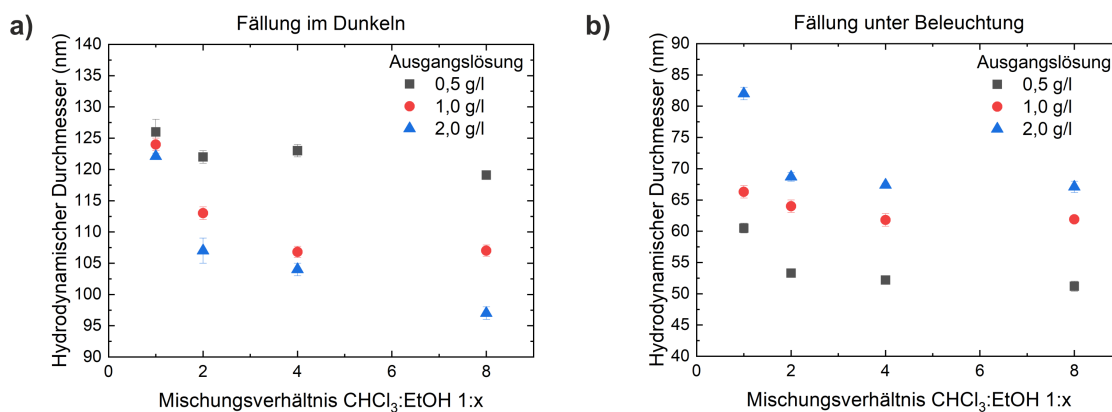 a)
Fällung im Dunkeln
Hydrodynamischer Durchmesser (nm)
140
135
130
125
120
115
110
105
100
95
90
Ausgangslösung
0,5 g/l
1,0 g/l
2,0 g/l
0
2
4
6
8
Mischungsverhältnis CHCl₃:EtOH 1:x
b)
Fällung unter Beleuchtung
Hydrodynamischer Durchmesser (nm)
90
85
80
75
70
65
60
55
50
45
40
Ausgangslösung
0,5 g/l
1,0 g/l
2,0 g/l
0
2
4
6
8
Mischungsverhältnis CHCl₃:EtOH 1:x